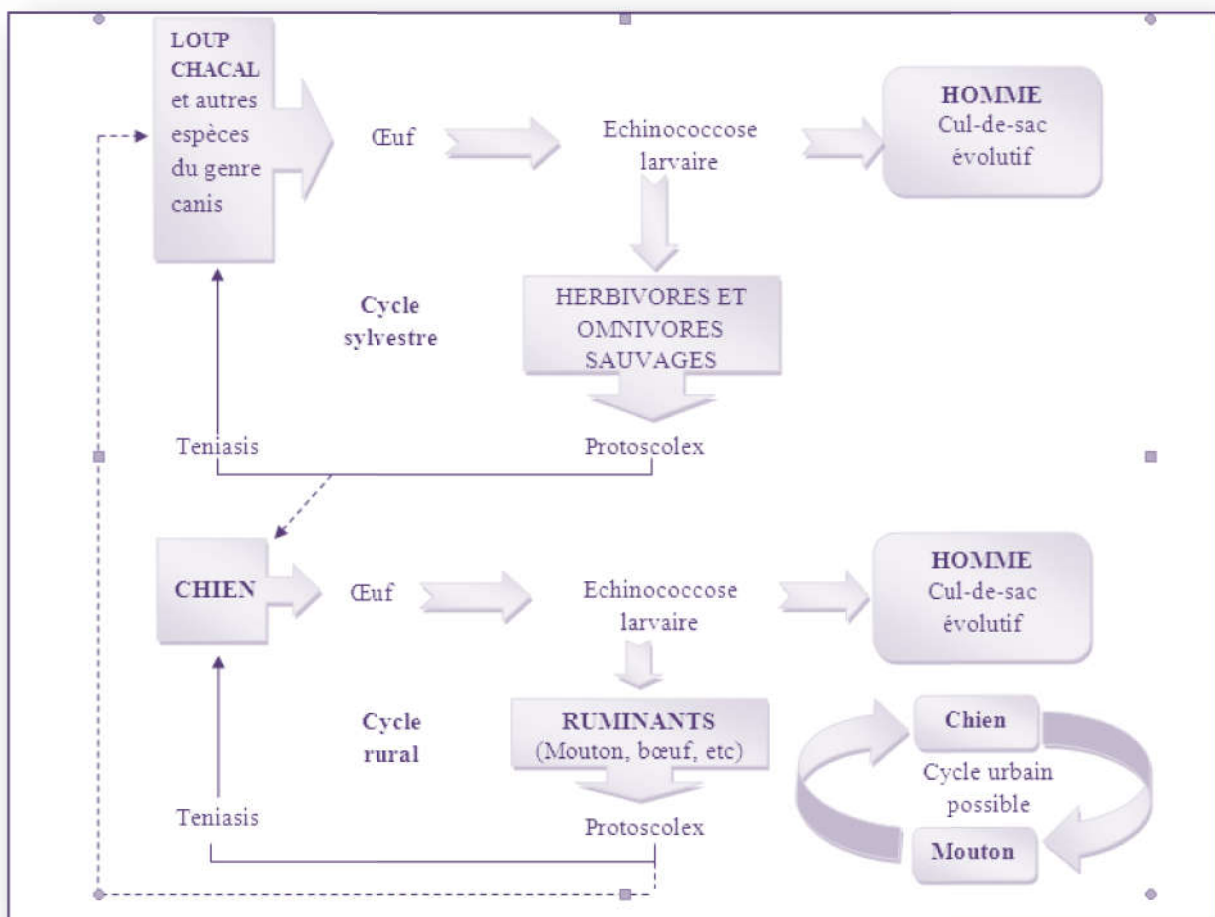 LOUP
CHACAL
et autres
espèces
du genre
canis
Œuf
Echinococcose
larvaire
HOMME
Cul-de-sac
évolutif
Cycle
sylvestre
HERBIVORES ET
OMNIVORES
SAUVAGES
Teniasis
Protoscolex
CHIEN
Œuf
Echinococcose
larvaire
HOMME
Cul-de-sac
évolutif
Cycle
rural
RUMINANTS
(Mouton, bœuf, etc)
Teniasis
Protoscolex
Chien
Cycle urbain
possible
Mouton